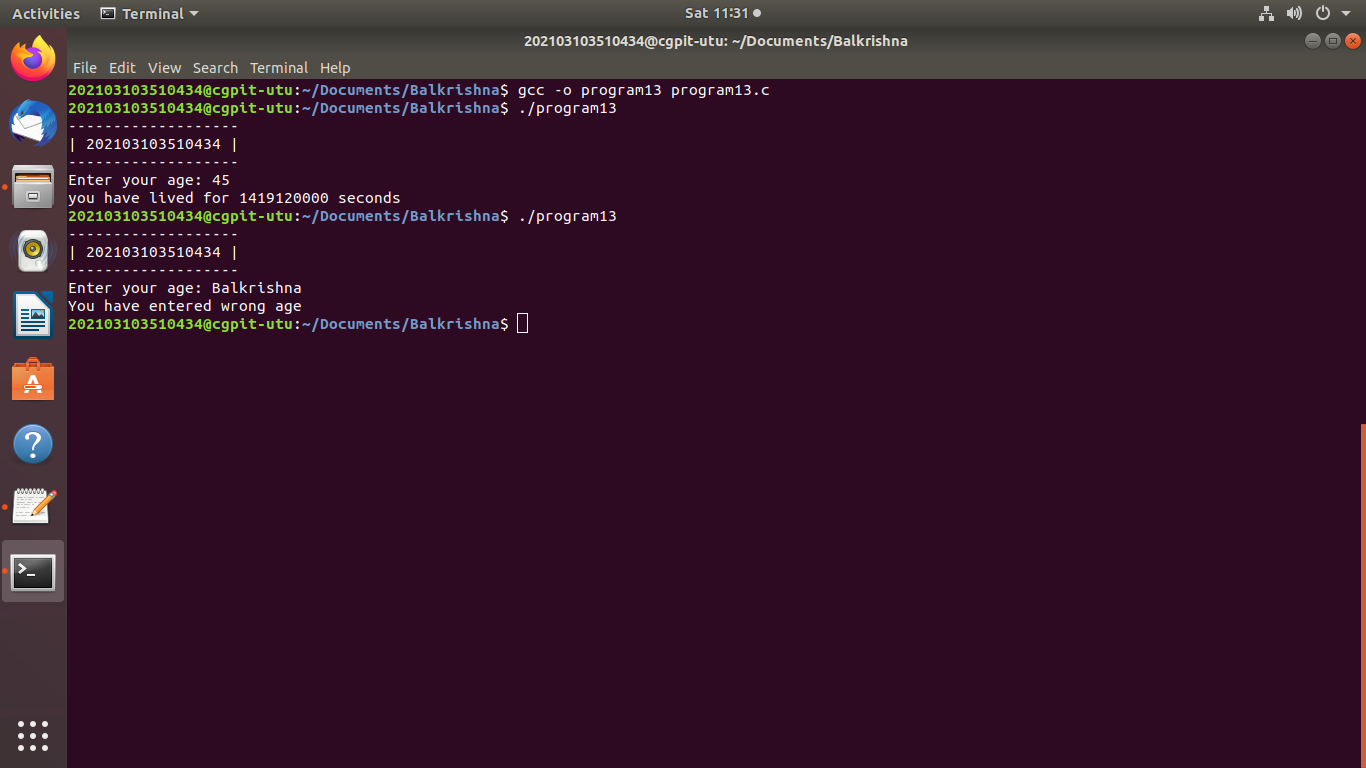 Activities Terminal Sat 11:31
202103103510434@cgpit-utu: ~/Documents/Balkrishna
File Edit View Search Terminal Help
202103103510434@cgpit-utu:~/Documents/Balkrishna$ gcc -o program13 program13.c
202103103510434@cgpit-utu:~/Documents/Balkrishna$ ./program13
-------------------
| 202103103510434 |
-------------------
Enter your age: 45
you have lived for 1419120000 seconds
202103103510434@cgpit-utu:~/Documents/Balkrishna$ ./program13
-------------------
| 202103103510434 |
-------------------
Enter your age: Balkrishna
You have entered wrong age
202103103510434@cgpit-utu:~/Documents/Balkrishna$